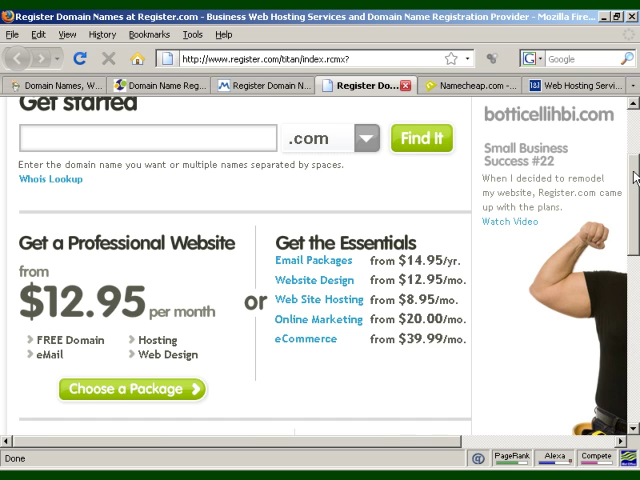 Register Domain Names at Register.com - Business Web Hosting Services and Domain Name Registration Provider - Mozilla Fire...
File Edit View History Bookmarks Tools Help
http://www.register.com/titan/index.rcmx?
G Google
Domain Names, W...
Domain Name Reg...
Register Domain N...
Register Do...
Namecheap.com -...
Web Hosting Servic...
Get started
.com
Find It
Enter the domain name you want or multiple names separated by spaces.
Whois Lookup
Get a Professional Website
from
$12.95 per month
FREE Domain
Hosting
eMail
Web Design
Choose a Package
or
Get the Essentials
Email Packages from $14.95/yr.
Website Design from $12.95/mo.
Web Site Hosting from $8.95/mo.
Online Marketing from $20.00/mo.
eCommerce from $39.99/mo.
botticellihbi.com
Small Business
Success #22
When I decided to remodel
my website, Register.com came
up with the plans.
Watch Video
Done
PageRank
Alexa
Compete